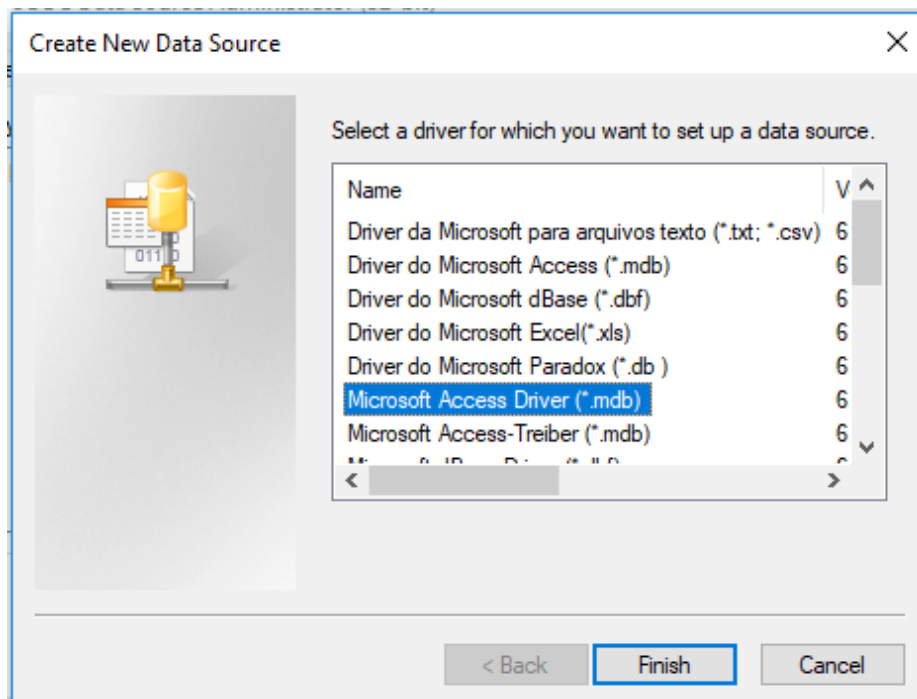 Create New Data Source
Select a driver for which you want to set up a data source.
Name V
Driver da Microsoft para arquivos texto (*.txt; *.csv) 6
Driver do Microsoft Access (*.mdb) 6
Driver do Microsoft dBase (*.dbf) 6
Driver do Microsoft Excel(*.xls) 6
Driver do Microsoft Paradox (*.db ) 6
Microsoft Access Driver (*.mdb) 6
Microsoft Access-Treiber (*.mdb) 6
< Back Finish Cancel